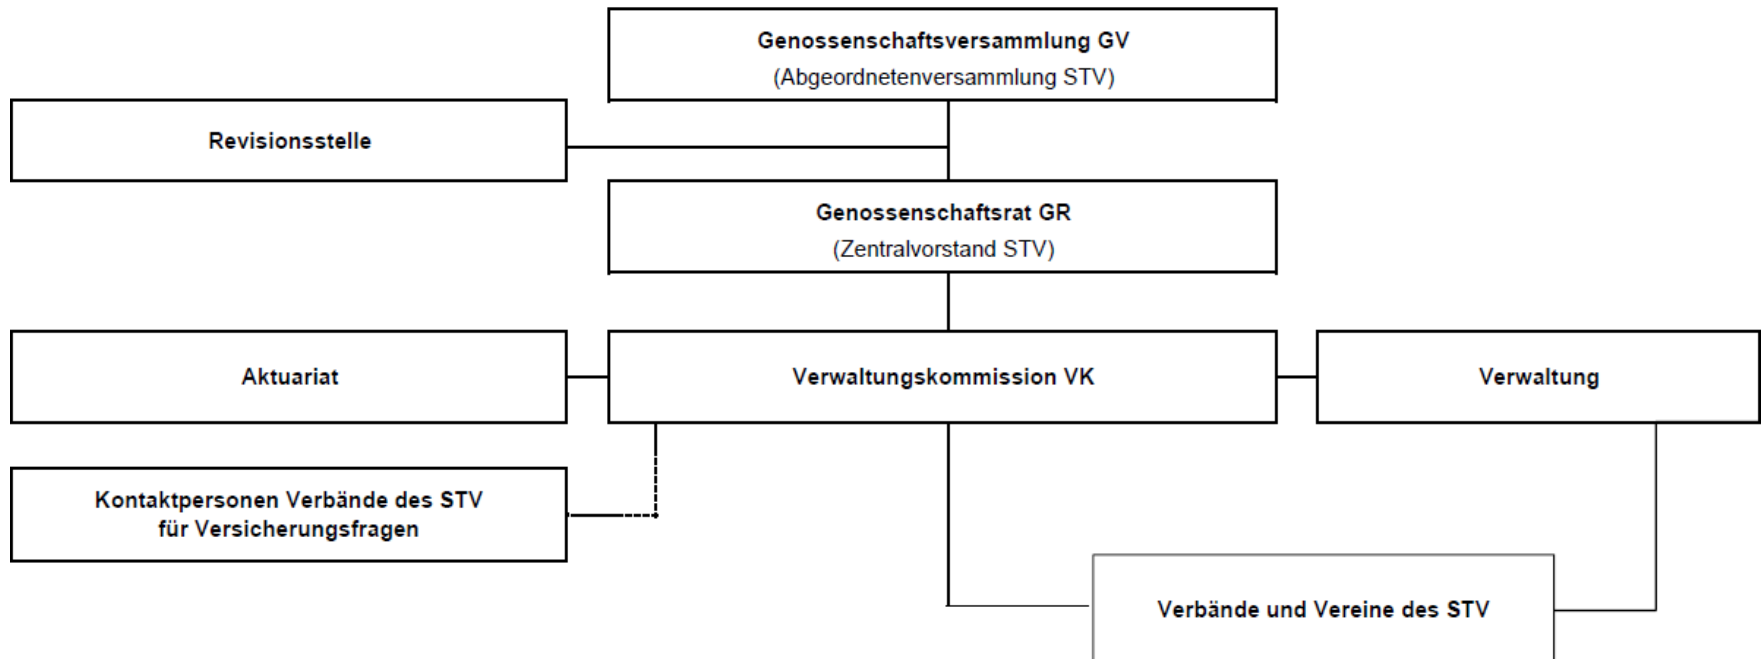 Genossenschaftsversammlung GV
(Abgeordnetenversammlung STV)
Revisionsstelle
Genossenschaftsrat GR
(Zentralvorstand STV)
Aktuariat
Verwaltungskommission VK
Verwaltung
Kontaktpersonen Verbände des STV
für Versicherungsfragen
Verbände und Vereine des STV